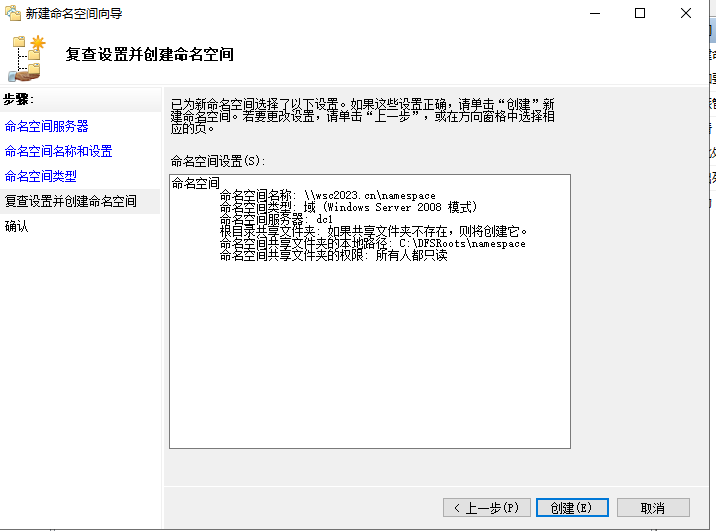 新建命名空间向导
复查设置并创建命名空间
步骤:
命名空间服务器
命名空间名称和设置
命名空间类型
复查设置并创建命名空间
确认
已为新命名空间选择了以下设置。如果这些设置正确，请单击“创建”新
建命名空间。若要更改设置，请单击“上一步”，或在方向窗格中选择相
应的页。
命名空间设置(S):
命名空间
命名空间名称: \\wsc2023.cn\namespace
命名空间类型: 域 (Windows Server 2008 模式)
命名空间服务器: dc1
根目录共享文件夹: 如果共享文件夹不存在，则将创建它。
命名空间共享文件夹的本地路径: C:\DFSRoots\namespace
命名空间共享文件夹的权限: 所有人都只读
< 上一步(P)
创建(E)
取消